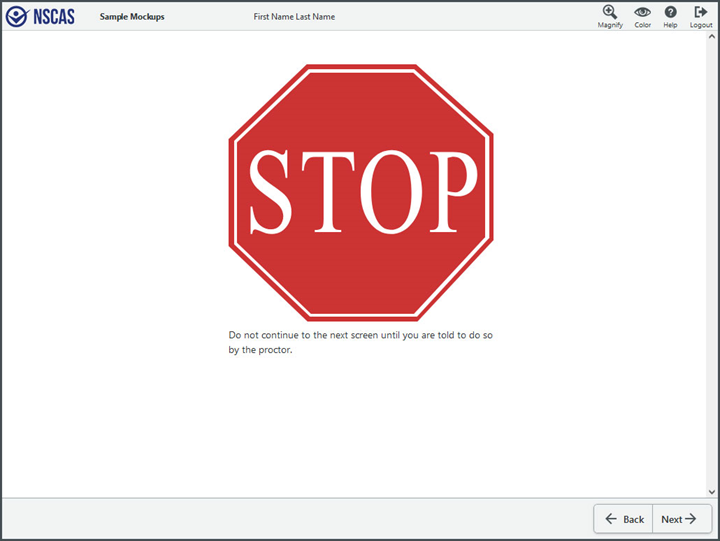 NSCAS Sample Mockups First Name Last Name
Magnify Color Help Logout
STOP
Do not continue to the next screen until you are told to do so
by the proctor.
Back Next